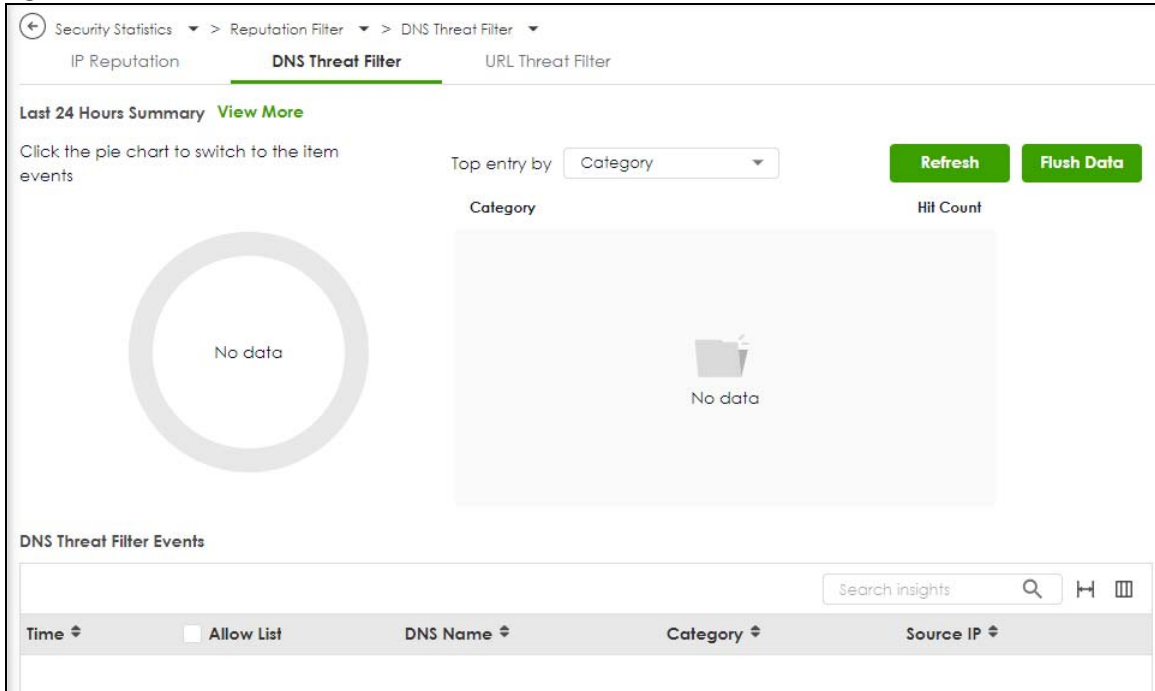 Security Statistics > Reputation Filter > DNS Threat Filter
IP Reputation DNS Threat Filter URL Threat Filter
Last 24 Hours Summary View More
Click the pie chart to switch to the item
events
Top entry by Category Refresh Flush Data
Category Hit Count
No data
No data
DNS Threat Filter Events
Search insights
Time Allow List DNS Name Category Source IP